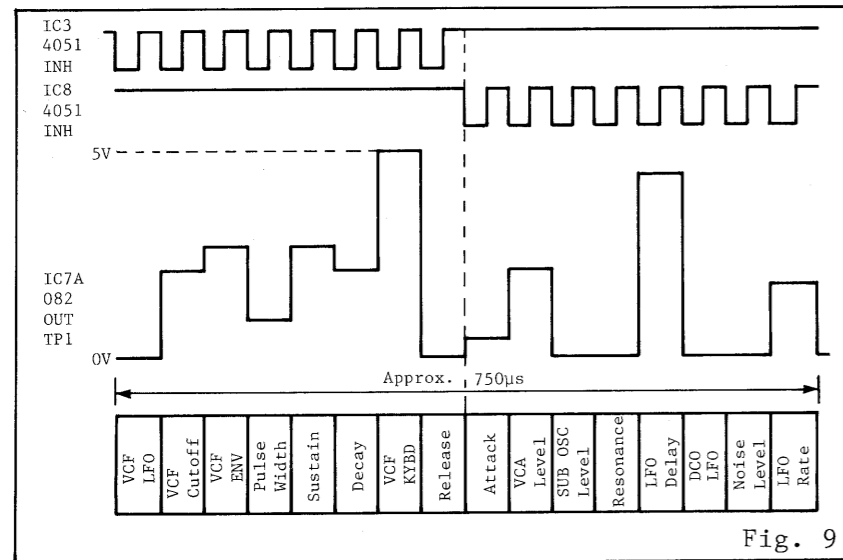 IC3
4051
INH
IC8
4051
INH
5V
IC7A
082
OUT
TP1
0V
Approx. 750µs
VCF
LFO
VCF
Cutoff
VCF
ENV
Pulse
Width
Sustain
Decay
VCF
KYBD
Release
Attack
VCA
Level
SUB OSC
Level
Resonance
LFO
Delay
DCO
LFO
Noise
Level
LFO
Rate
Fig. 9